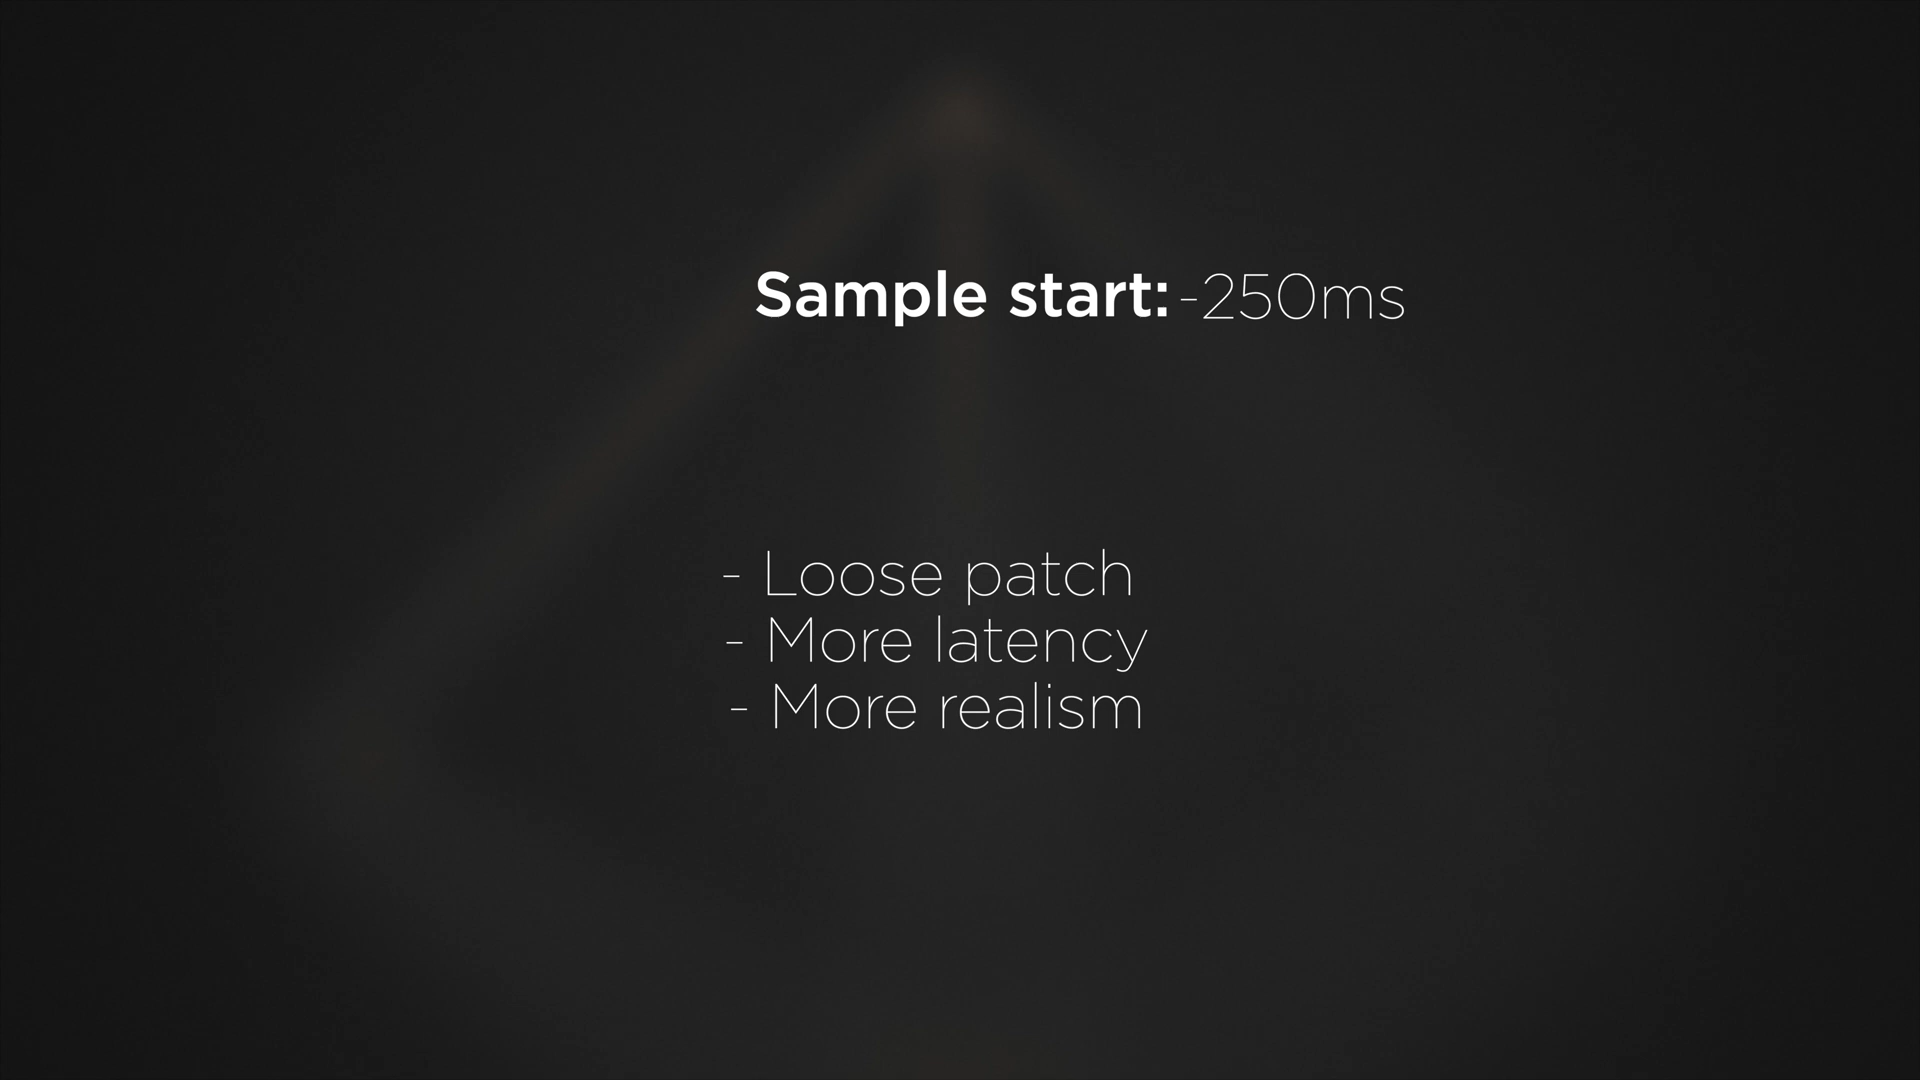 Sample start: -250ms
- Loose patch
- More latency
- More realism